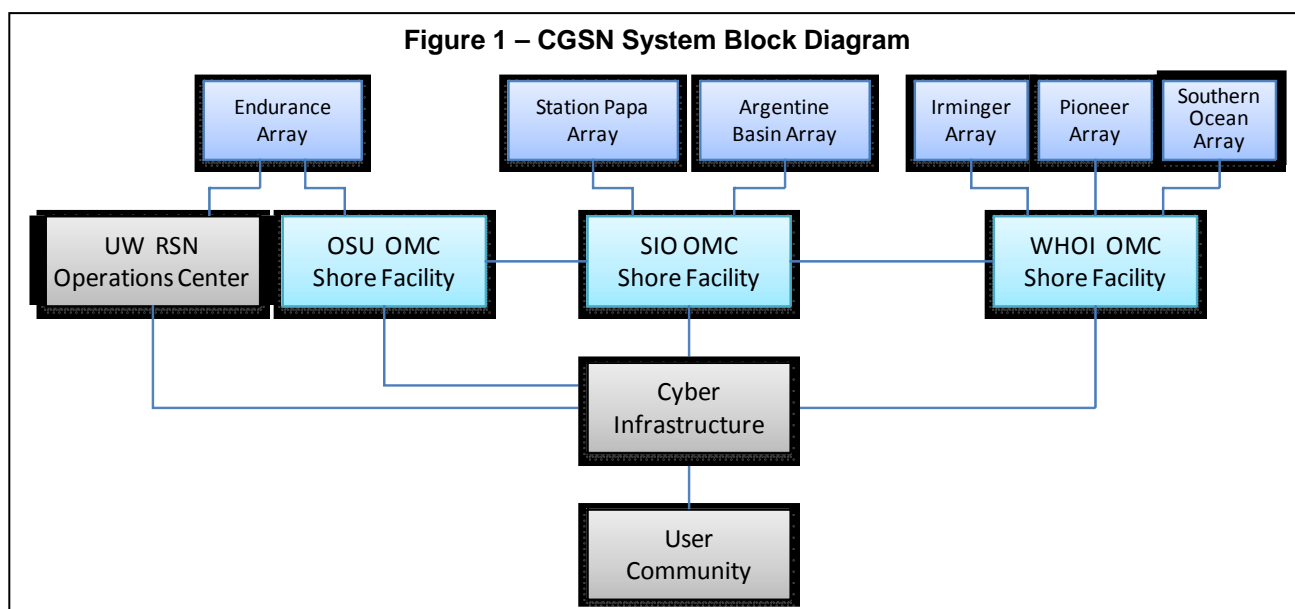 Figure 1 – CGSN System Block Diagram
Endurance
Array
Station Papa
Array
Argentine
Basin Array
Irminger
Array
Pioneer
Array
Southern
Ocean
Array
UW RSN
Operations Center
OSU OMC
Shore Facility
SIO OMC
Shore Facility
WHOI OMC
Shore Facility
Cyber
Infrastructure
User
Community